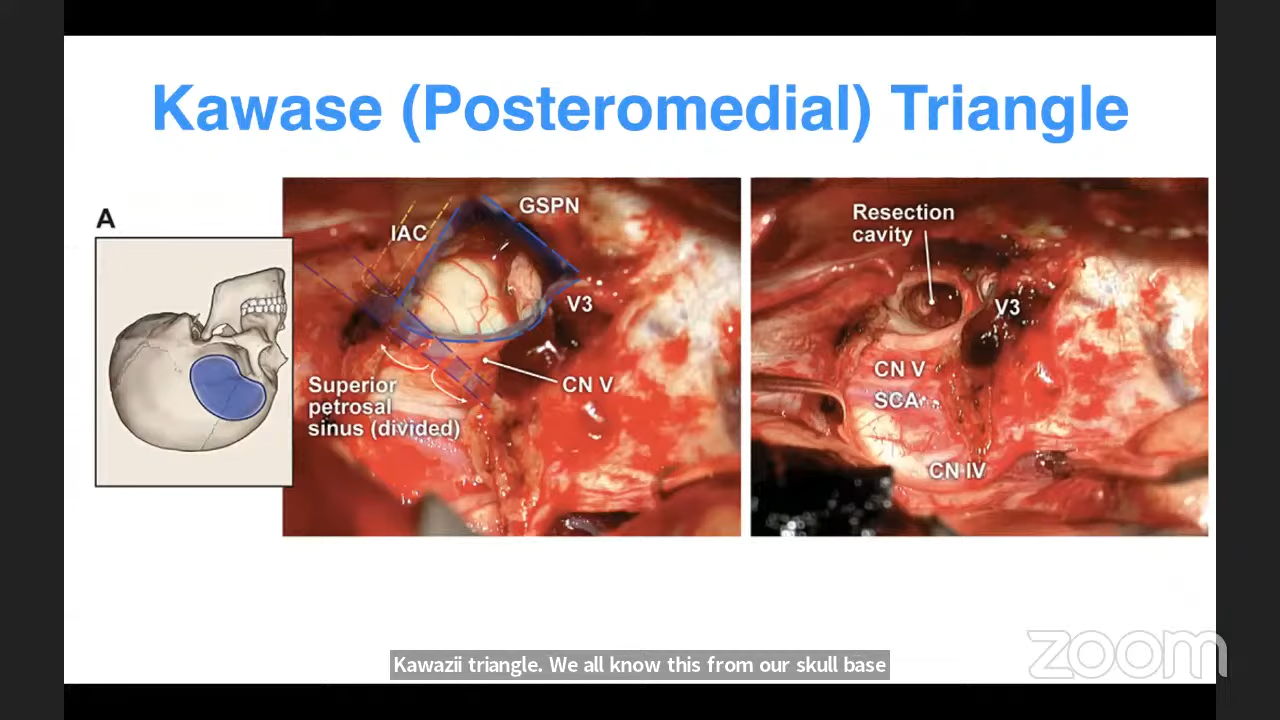 Kawase (Posteromedial) Triangle
A
IAC
GSPN
V3
CN V
Superior
petrosal
sinus (divided)
Resection
cavity
V3
CN V
SCA
CN IV
Kawazii triangle. We all know this from our skull base
zoom